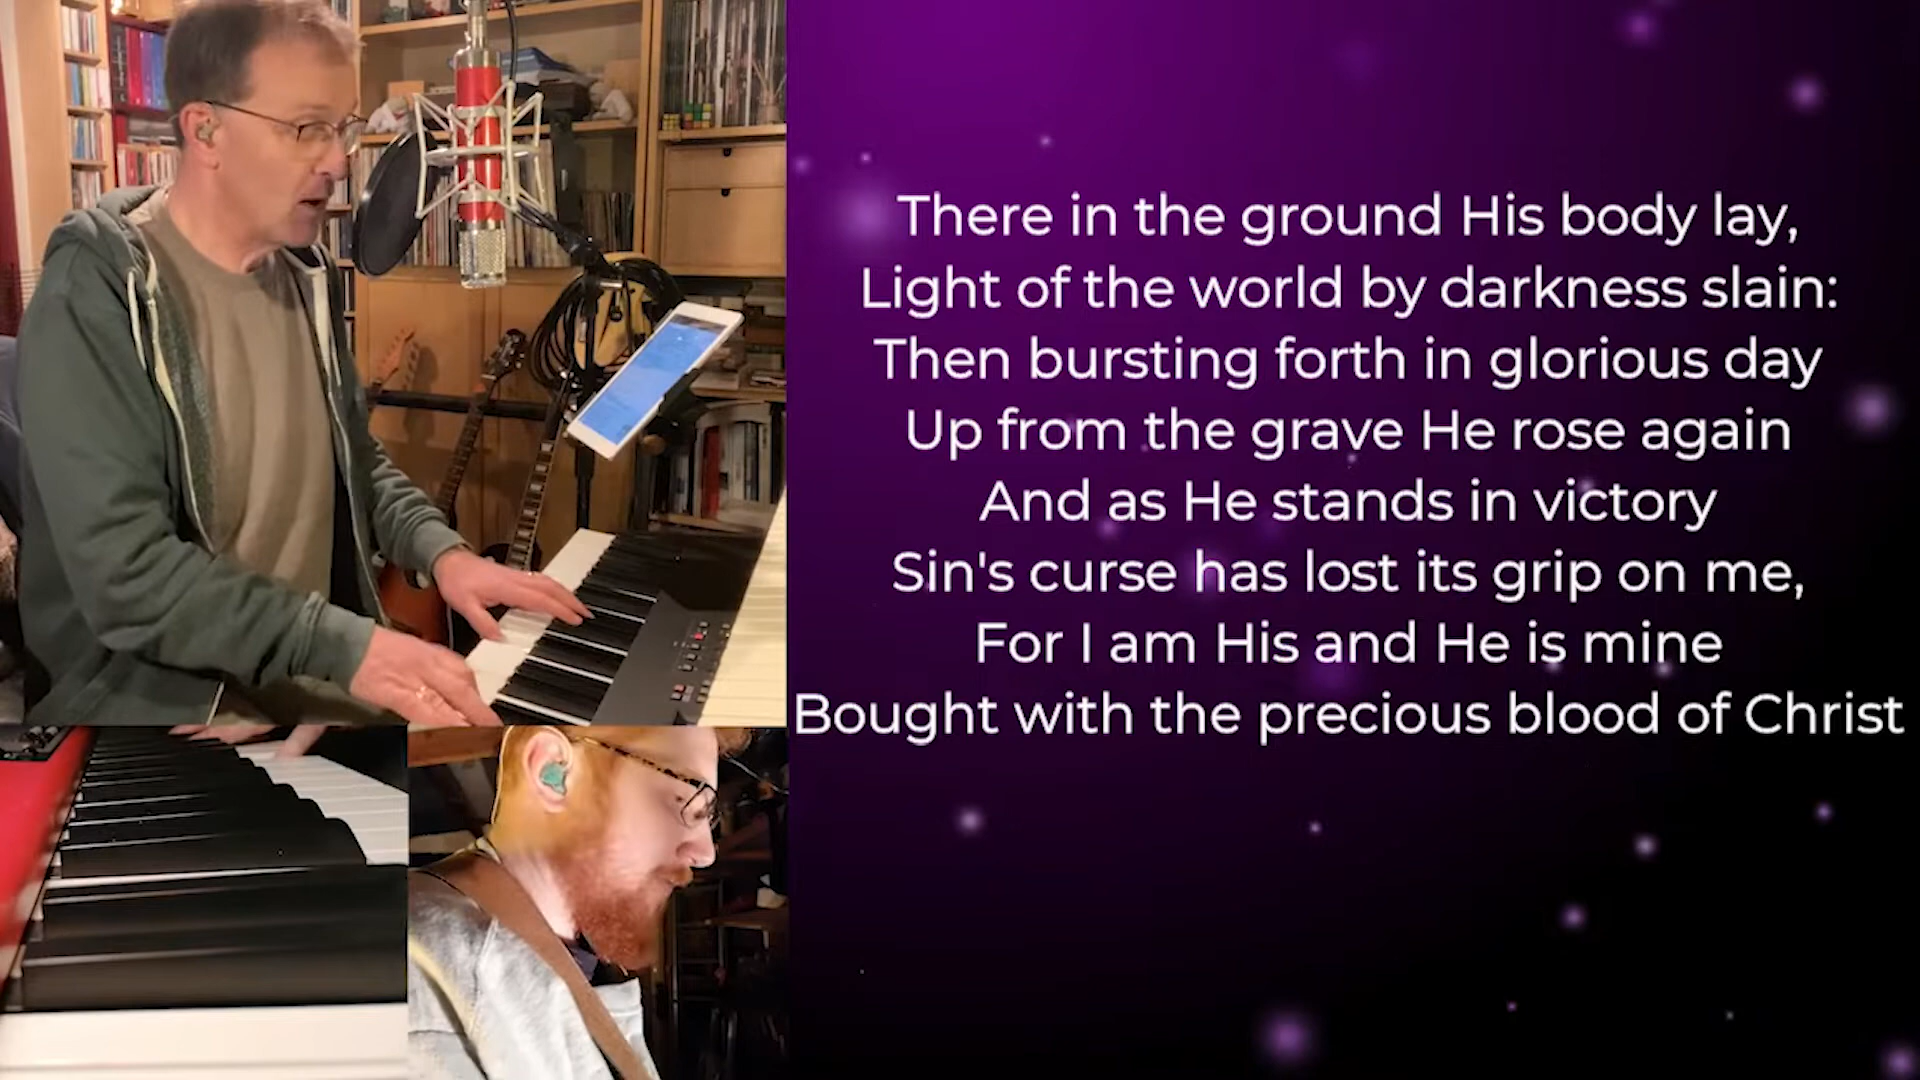 There in the ground His body lay,
Light of the world by darkness slain:
Then bursting forth in glorious day
Up from the grave He rose again
And as He stands in victory
Sin's curse has lost its grip on me,
For I am His and He is mine
Bought with the precious blood of Christ